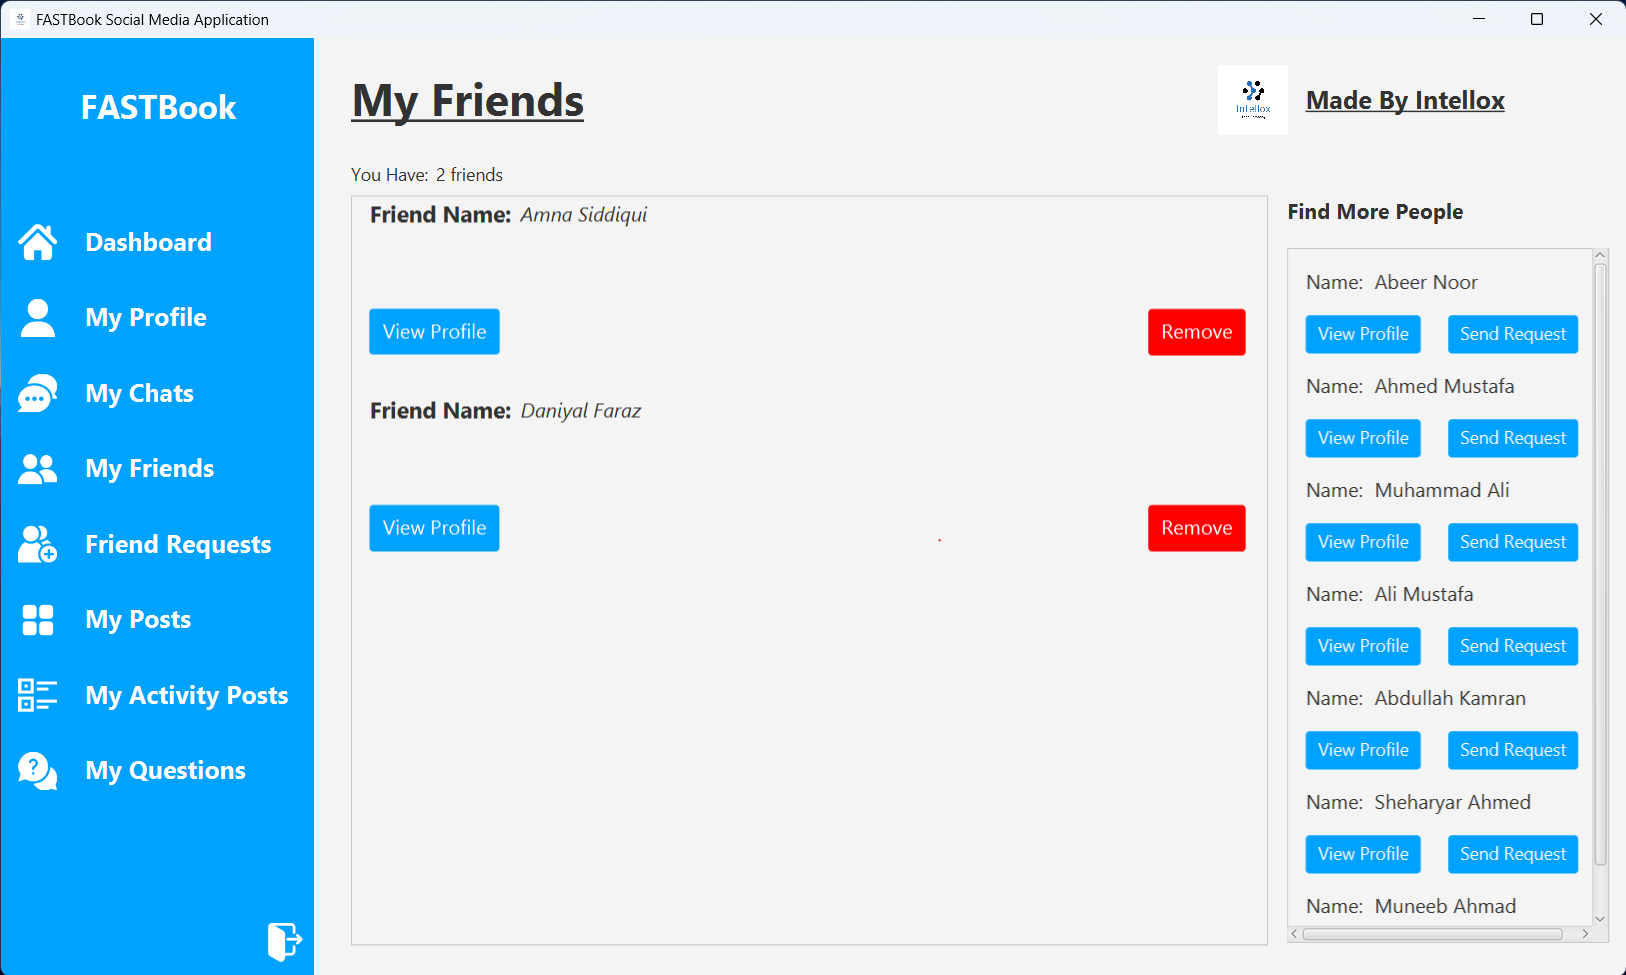 FASTBook Social Media Application
FASTBook
Dashboard
My Profile
My Chats
My Friends
Friend Requests
My Posts
My Activity Posts
My Questions
My Friends
Intellox
Made By Intellox
You Have: 2 friends
Friend Name: Amna Siddiqui
View Profile Remove
Friend Name: Daniyal Faraz
View Profile Remove
Find More People
Name: Abeer Noor
View Profile Send Request
Name: Ahmed Mustafa
View Profile Send Request
Name: Muhammad Ali
View Profile Send Request
Name: Ali Mustafa
View Profile Send Request
Name: Abdullah Kamran
View Profile Send Request
Name: Sheharyar Ahmed
View Profile Send Request
Name: Muneeb Ahmad